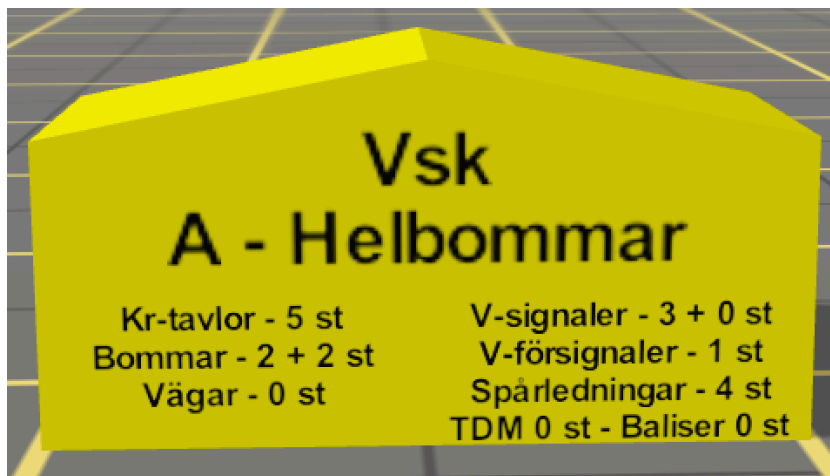 Vsk
A - Helbommar
Kr-tavlor - 5 st
Bommar - 2 + 2 st
Vägar - 0 st
V-signaler - 3 + 0 st
V-försignaler - 1 st
Spårledningar - 4 st
TDM 0 st - Baliser 0 st